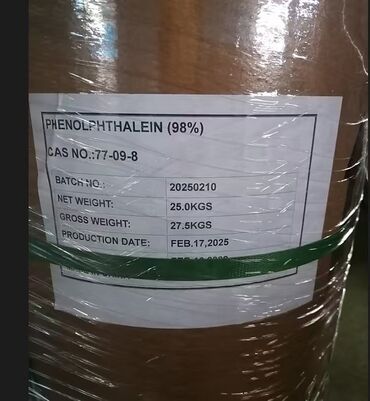 PHENOLPHTHALEIN (98%)
CAS NO.:77-09-8
BATCH NO.: 20250210
NET WEIGHT: 25.0KGS
GROSS WEIGHT: 27.5KGS
PRODUCTION DATE: FEB.17,2025